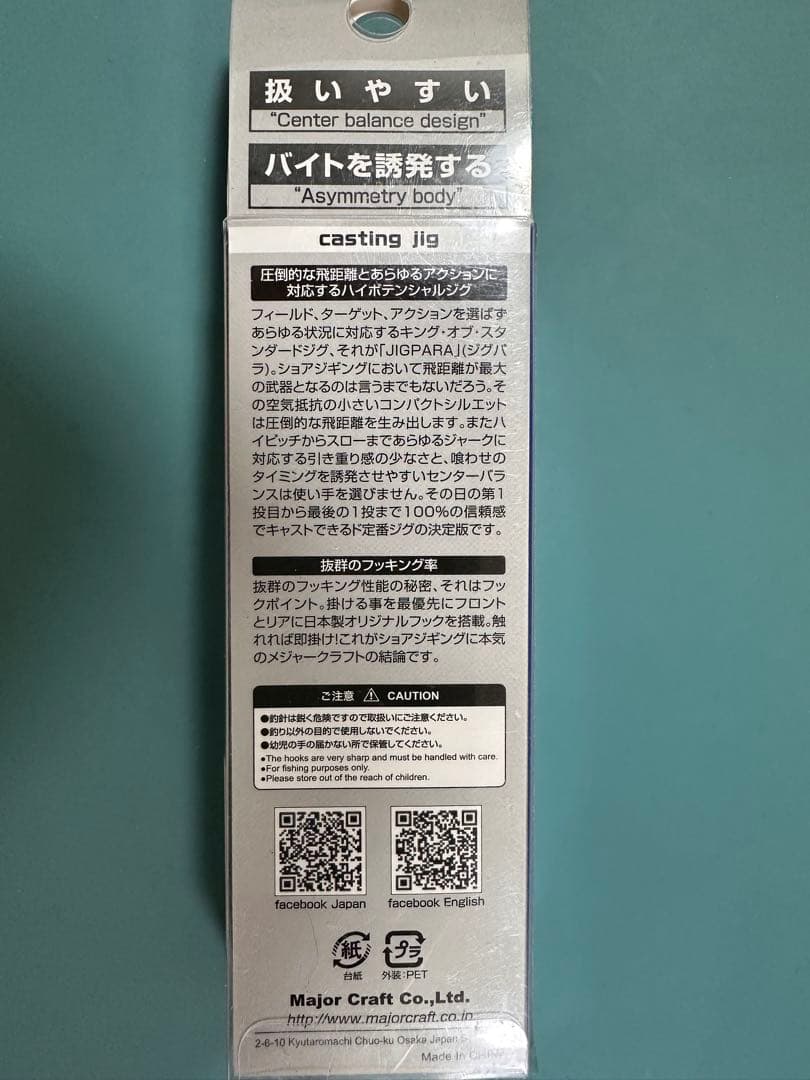 扱いやすい
"Center balance design"
バイトを誘発する
"Asymmetry body"
casting jig
圧倒的な飛距離とあらゆるアクションに
対応するハイポテンシャルジグ
フィールド、ターゲット、アクションを選ばず
あらゆる状況に対応するキング・オブ・スタ
ンダードジグ、それが「JIGPARA」(ジグパ
ラ)。ショアジギングにおいて飛距離が最大
の武器となるのは言うまでもないだろう。そ
の空気抵抗の小さいコンパクトシルエット
は圧倒的な飛距離を生み出します。またハ
イピッチからスローまであらゆるジャークに
対応する引き重り感の少なさと、喰わせの
タイミングを誘発させやすいセンターバラ
ンスは使い手を選びません。その日の第1
投目から最後の1投まで100%の信頼感
でキャストできるド定番ジグの決定版です。
抜群のフッキング率
抜群のフッキング性能の秘密、それはフッ
クポイント。掛ける事を最優先にフロント
とリアに日本製オリジナルフックを搭載。触
れれば即掛け!これがショアジギングに本気
のメジャークラフトの結論です。
ご注意 ⚠ CAUTION
●釣針は鋭く危険ですので取扱いにご注意ください。
●釣り以外の目的で使用しないでください。
●幼児の手の届かない所で保管してください。
●The hooks are very sharp and must be handled with care.
●For fishing purposes only.
●Please store out of the reach of children.
facebook Japan facebook English
紙 プラ
台紙 外装:PET
Major Craft Co.,Ltd.
http://www.majorcraft.co.jp
2-6-10 Kyutaromachi Chuo-ku Osaka Japan
Made in CHINA